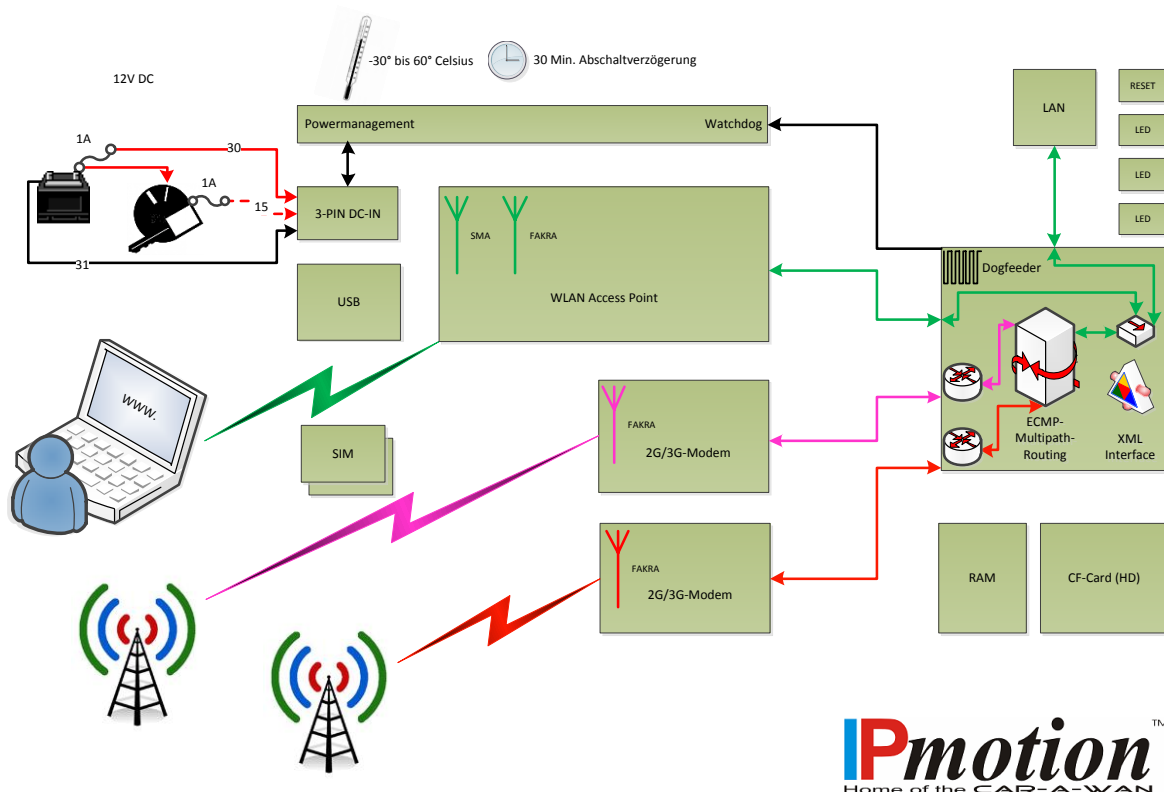 -30° bis 60° Celsius
30 Min. Abschaltverzögerung
12V DC
Powermanagement
Watchdog
LAN
RESET
LED
LED
LED
1A
30
1A
15
31
3-PIN DC-IN
SMA
FAKRA
WLAN Access Point
USB
Dogfeeder
www.
ECMP-
Multipath-
Routing
XML
Interface
FAKRA
2G/3G-Modem
SIM
FAKRA
2G/3G-Modem
RAM
CF-Card (HD)
IPmotion
TM
Home of the CAR-A-WAN